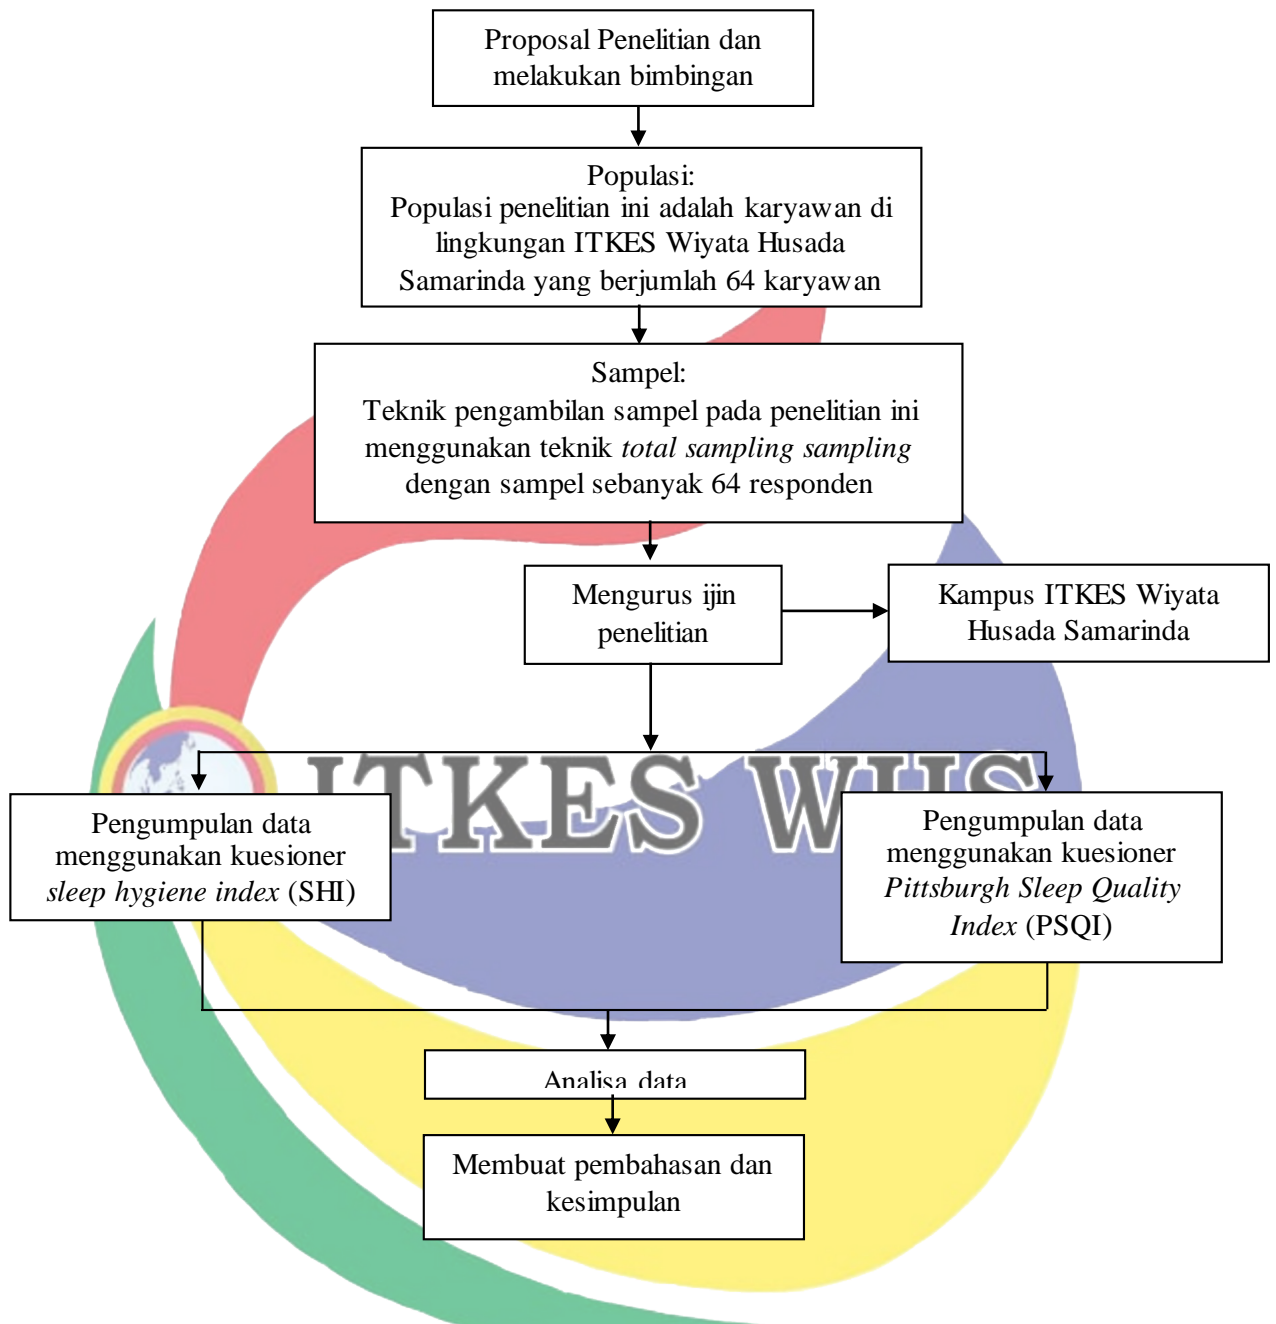 Proposal Penelitian dan
melakukan bimbingan
Populasi:
Populasi penelitian ini adalah karyawan di
lingkungan ITKES Wiyata Husada
Samarinda yang berjumlah 64 karyawan
Sampel:
Teknik pengambilan sampel pada penelitian ini
menggunakan teknik total sampling sampling
dengan sampel sebanyak 64 responden
Mengurus ijin
penelitian
Kampus ITKES Wiyata
Husada Samarinda
ITKES WHS
Pengumpulan data
menggunakan kuesioner
sleep hygiene index (SHI)
Pengumpulan data
menggunakan kuesioner
Pittsburgh Sleep Quality
Index (PSQI)
Analisa data
Membuat pembahasan dan
kesimpulan